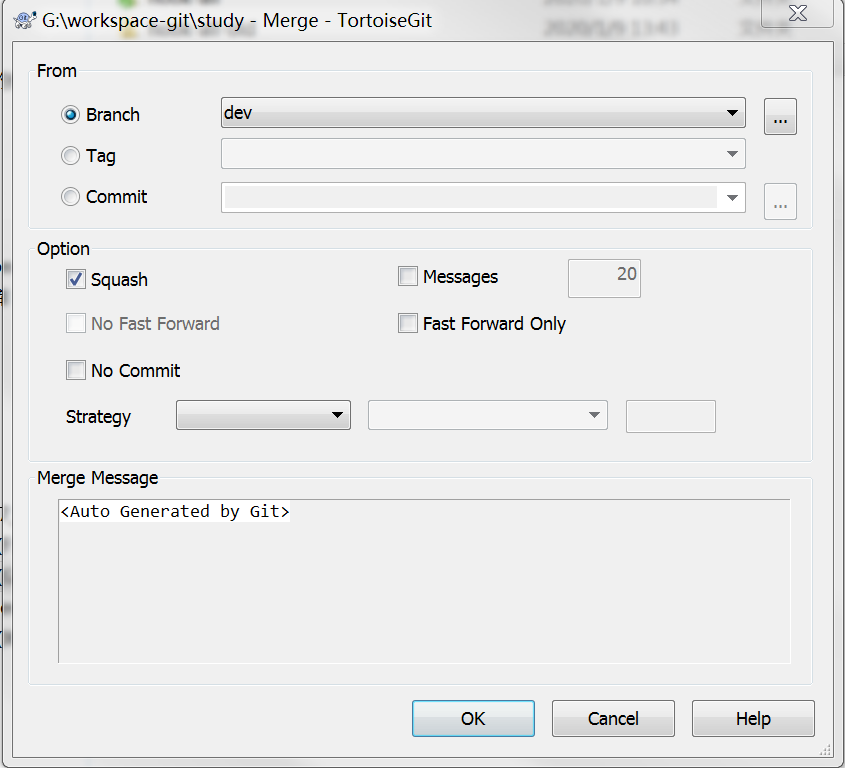 G:\workspace-git\study - Merge - TortoiseGit
From
Branch
dev
...
Tag
Commit
...
Option
Squash
Messages
20
No Fast Forward
Fast Forward Only
No Commit
Strategy
Merge Message
<Auto Generated by Git>
OK
Cancel
Help